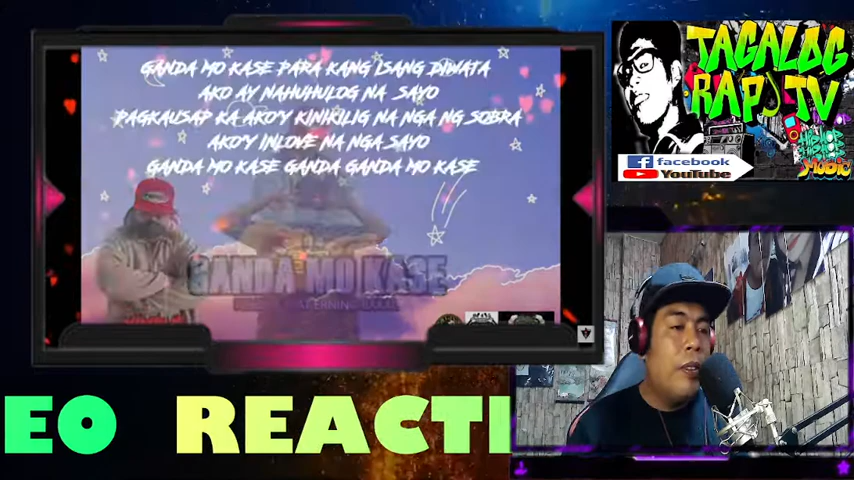 GANDA MO KASE PARA KANG ISANG DIWATA
AKO AY NAHUHULOG NA SAYO
PAGKAUSAP KA AKO'Y KINIKILIG NA NGA NG SOBRA
AKO'Y INLOVE NA NGA SAYO
GANDA MO KASE GANDA GANDA MO KASE
GANDA MO KASE
TAGALOG
RAP TV
HIPHOP
MUSIC
facebook
YouTube
EO REACTI